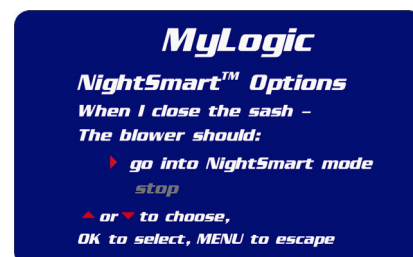 MyLogic
NightSmart™ Options
When I close the sash –
The blower should:
go into NightSmart mode
stop
or to choose,
OK to select, MENU to escape